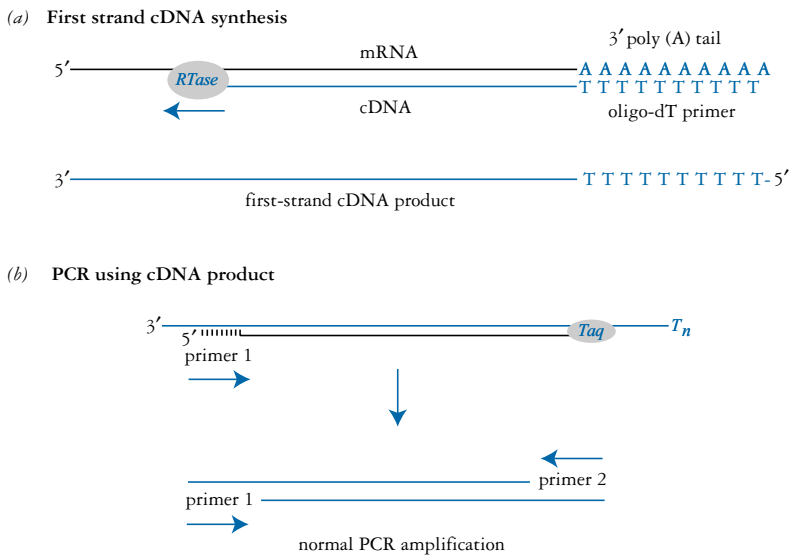 (a) First strand cDNA synthesis
3′ poly (A) tail
mRNA
5′ A A A A A A A A A A
RTase
T T T T T T T T T T
cDNA
oligo-dT primer
3′ T T T T T T T T T T-5′
first-strand cDNA product
(b) PCR using cDNA product
3′ Tn
5′ Taq
primer 1
primer 2
primer 1
normal PCR amplification